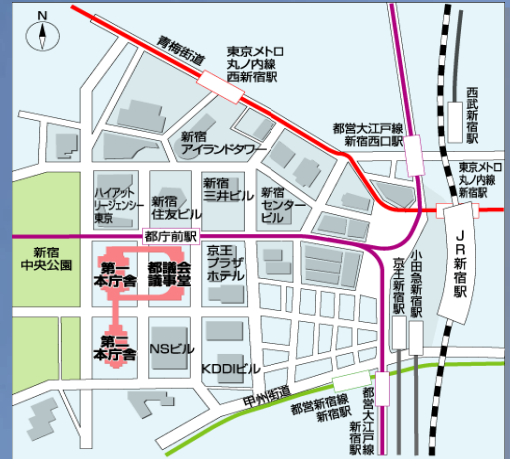 N
青梅街道
東京メトロ
丸ノ内線
西新宿駅
西武新宿駅
都営大江戸線
新宿西口駅
東京メトロ
丸ノ内線
新宿駅
新宿
アイランドタワー
ハイアット
リージェンシー
東京
新宿
住友ビル
新宿
三井ビル
新宿
センター
ビル
都庁前駅
新宿
中央公園
第一
本庁舎
都議会
議事堂
京王
プラザ
ホテル
JR新宿駅
小田急新宿駅
京王新宿駅
第二
本庁舎
NSビル
KDDIビル
甲州街道
都営新宿線
新宿駅
都営大江戸線
新宿駅